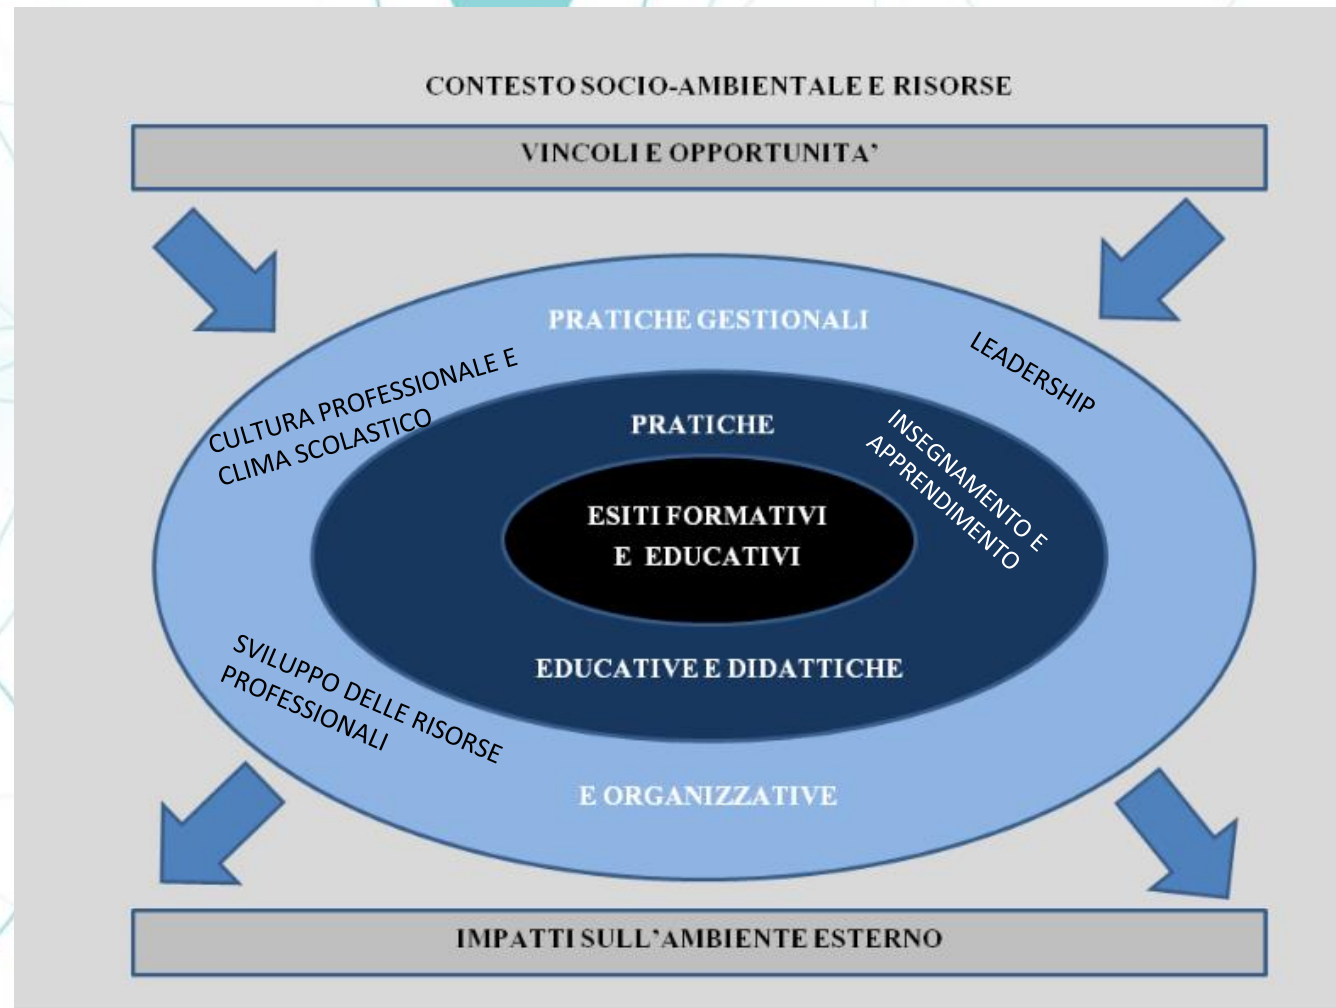 CONTESTO SOCIO-AMBIENTALE E RISORSE
VINCOLI E OPPORTUNITA’
PRATICHE GESTIONALI
LEADERSHIP
CULTURA PROFESSIONALE E
CLIMA SCOLASTICO
PRATICHE
INSEGNAMENTO E
APPRENDIMENTO
ESITI FORMATIVI
E EDUCATIVI
EDUCATIVE E DIDATTICHE
SVILUPPO DELLE RISORSE
PROFESSIONALI
E ORGANIZZATIVE
IMPATTI SULL’AMBIENTE ESTERNO